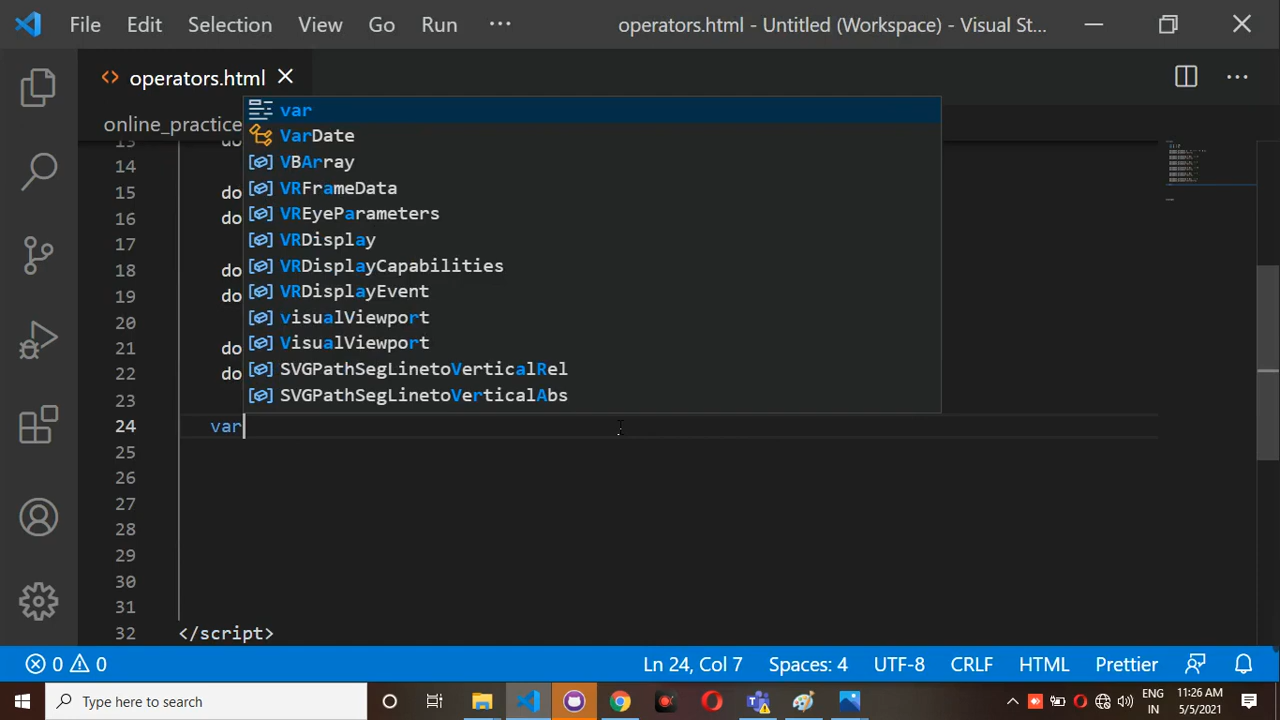 File Edit Selection View Go Run ··· operators.html - Untitled (Workspace) - Visual St...
operators.html
online_practice
var
VarDate
VBArray
VRFrameData
VREyeParameters
VRDisplay
VRDisplayCapabilities
VRDisplayEvent
visualViewport
VisualViewport
SVGPathSegLinetoVerticalRel
SVGPathSegLinetoVerticalAbs
13 do
14
15 do
16 do
17
18 do
19 do
20
21 do
22 do
23
24 var
25
26
27
28
29
30
31
32 </script>
0 0 Ln 24, Col 7 Spaces: 4 UTF-8 CRLF HTML Prettier
Type here to search
ENG 11:26 AM
IN 5/5/2021